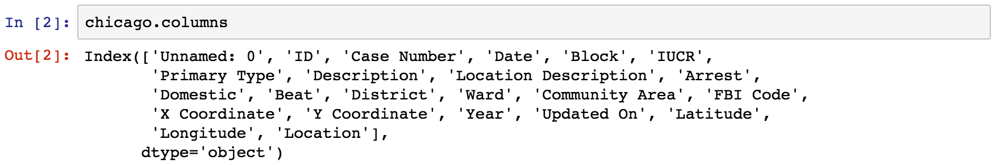 In [2]: chicago.columns
Out[2]: Index(['Unnamed: 0', 'ID', 'Case Number', 'Date', 'Block', 'IUCR',
'Primary Type', 'Description', 'Location Description', 'Arrest',
'Domestic', 'Beat', 'District', 'Ward', 'Community Area', 'FBI Code',
'X Coordinate', 'Y Coordinate', 'Year', 'Updated On', 'Latitude',
'Longitude', 'Location'],
dtype='object')